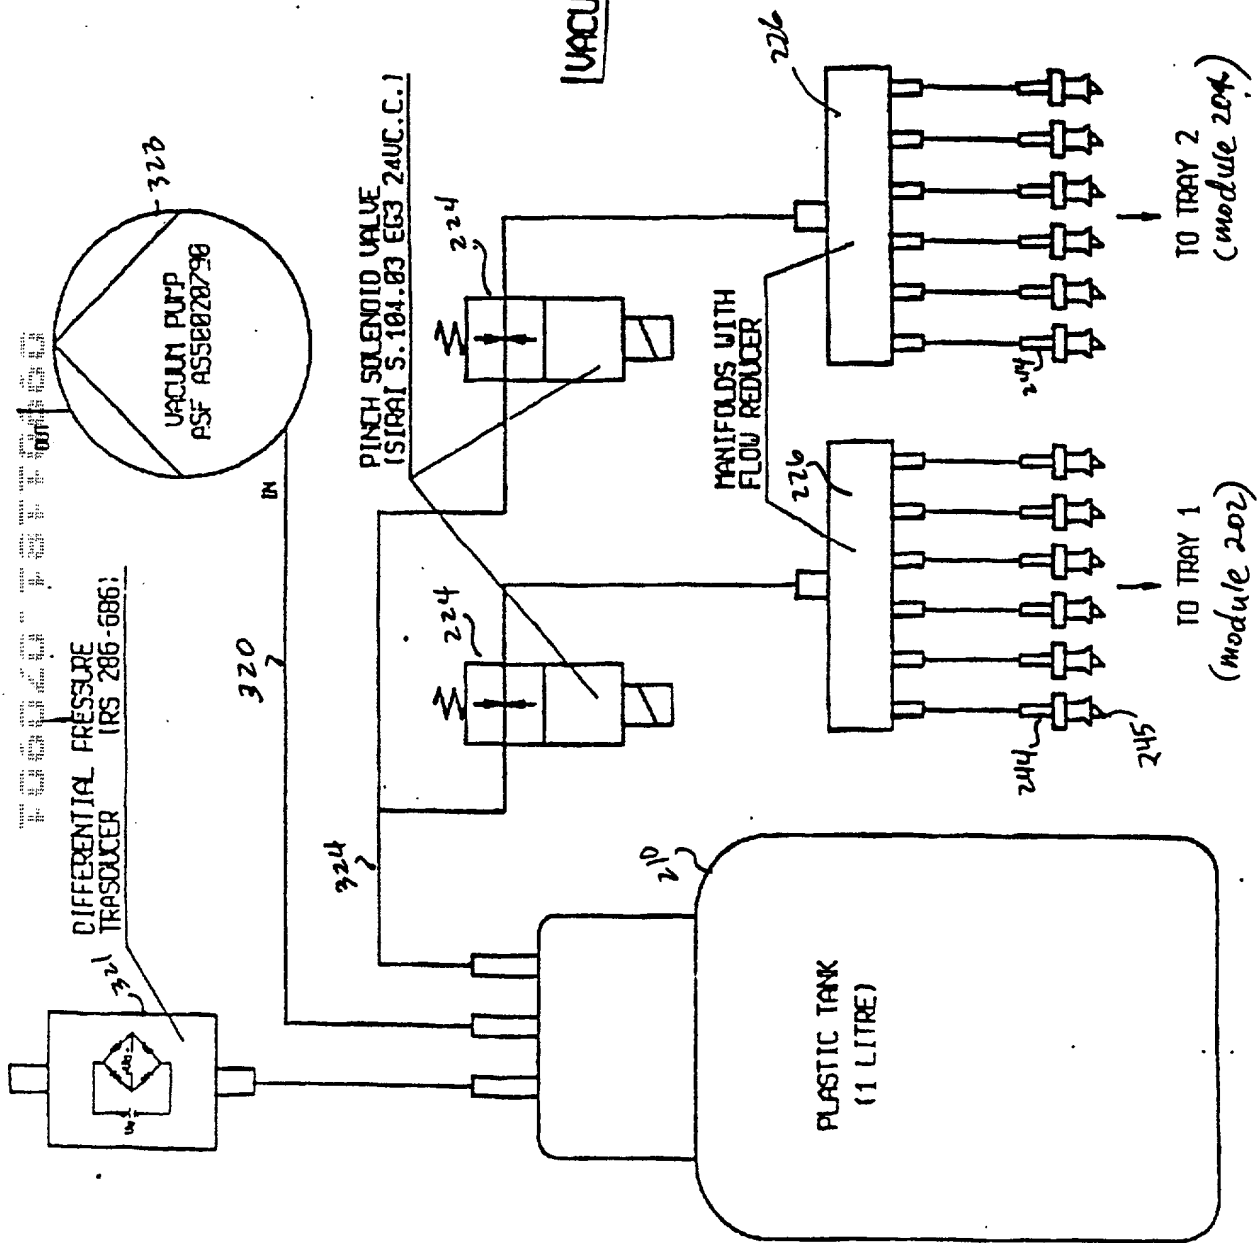 DIFFERENTIAL PRESSURE
TRASDUCER (RS 286-686)
321
320
OUT
323
VACUUM PUMP
ASF ASS5020790
IN
PINCH SOLENOID VALVE
(SIRAI S.104.03 EG3 24VC.C.)
[VACU
324
224
224
226
MANIFOLDS WITH
FLOW REDUCER
226
210
PLASTIC TANK
(1 LITRE)
244
245
244
TO TRAY 1
(module 202)
TO TRAY 2
(module 204)